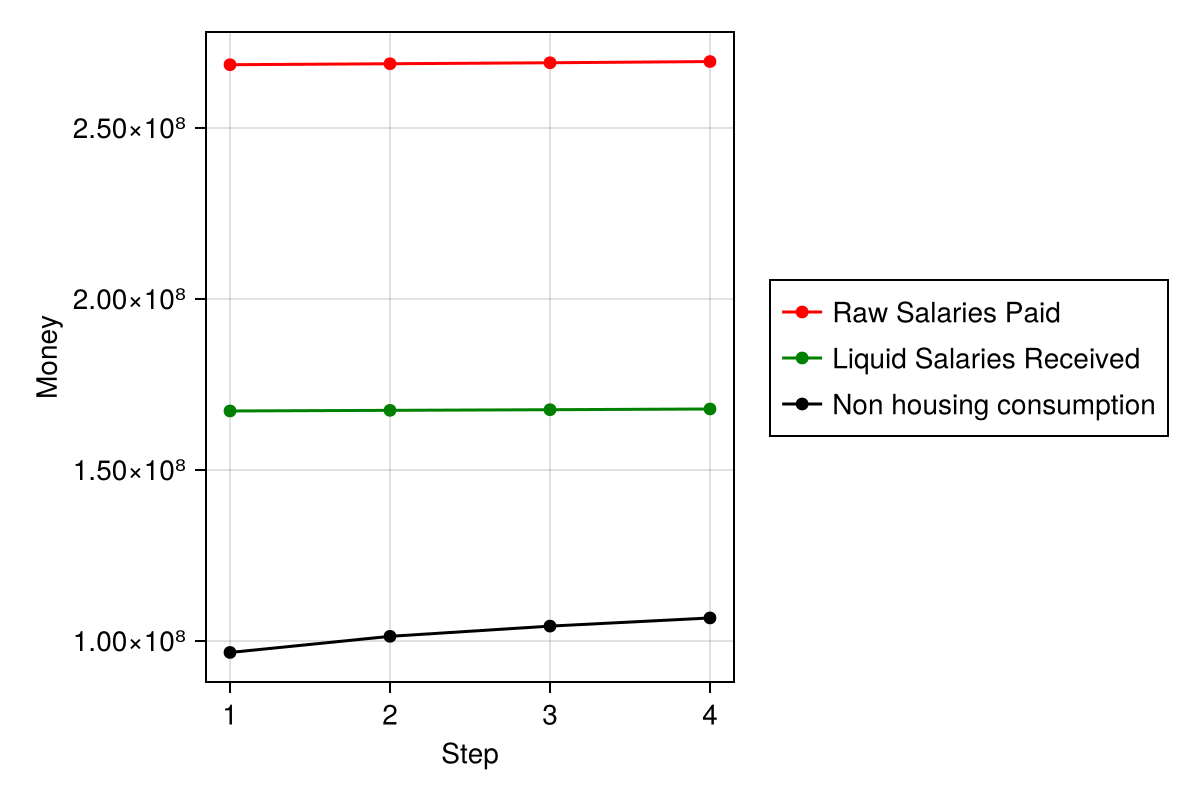 Money
2.50×10⁸
2.00×10⁸
1.50×10⁸
1.00×10⁸
1 2 3 4
Step
Raw Salaries Paid
Liquid Salaries Received
Non housing consumption